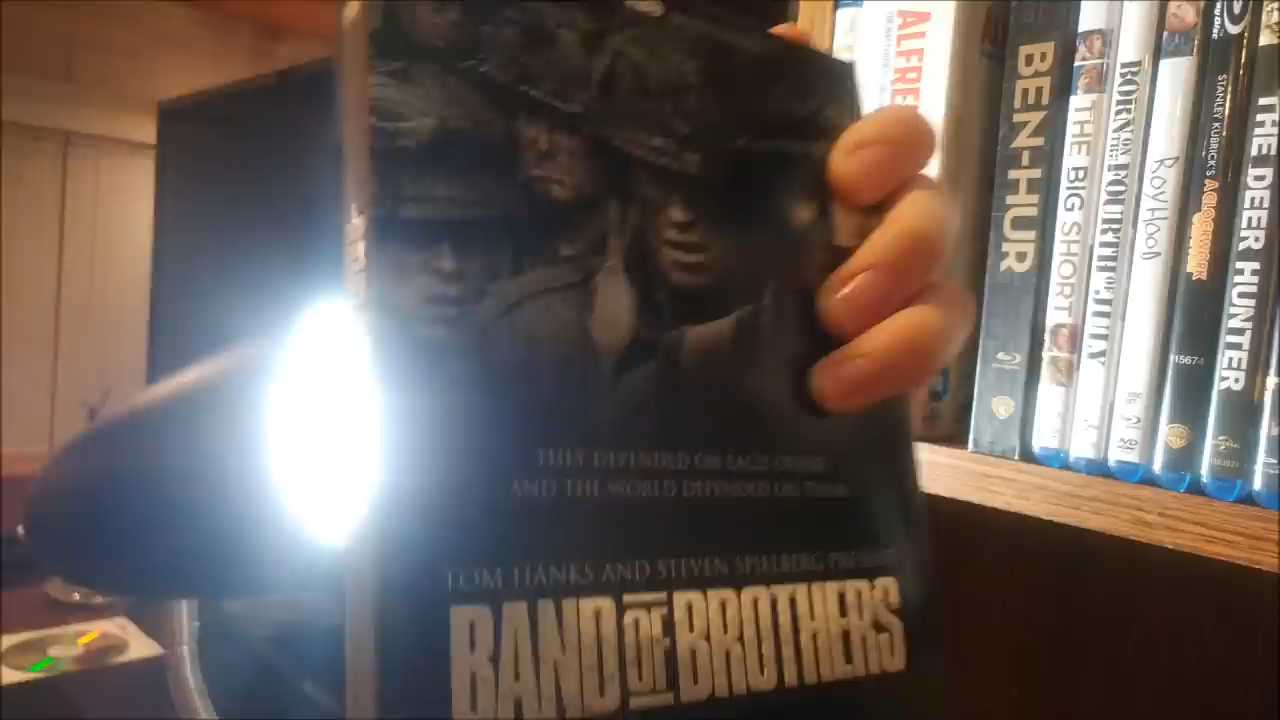 THEY DEPENDED ON EACH OTHER
AND THE WORLD DEPENDED ON THEM
TOM HANKS AND STEVEN SPIELBERG PRESENT
BAND OF BROTHERS
ALFRE
BEN-HUR
THE BIG SHORT
BORN ON THE FOURTH OF JULY
BoyHooD
STANLEY KUBRICK'S A CLOCKWORK
THE DEER HUNTER